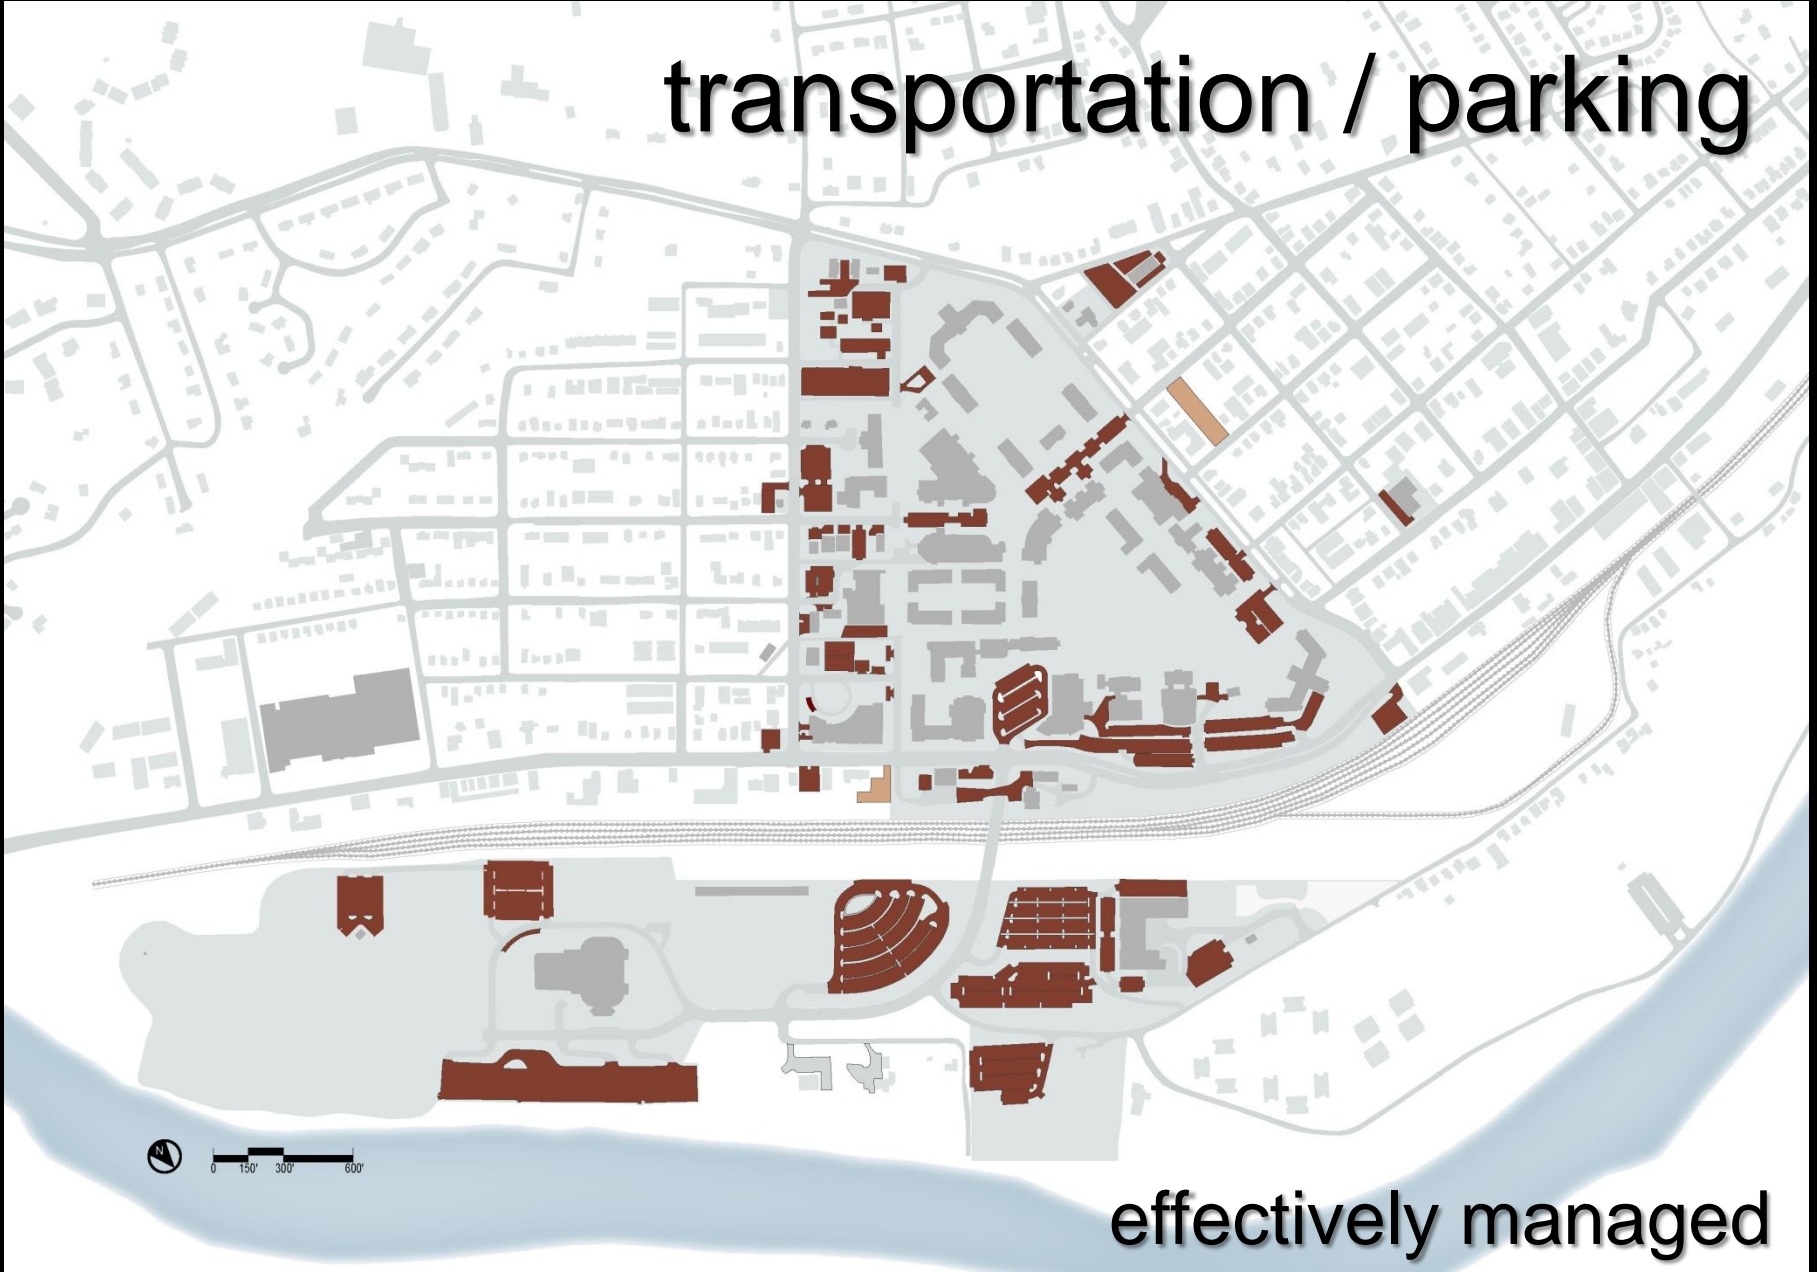 transportation / parking
N
0 150' 300' 600'
effectively managed